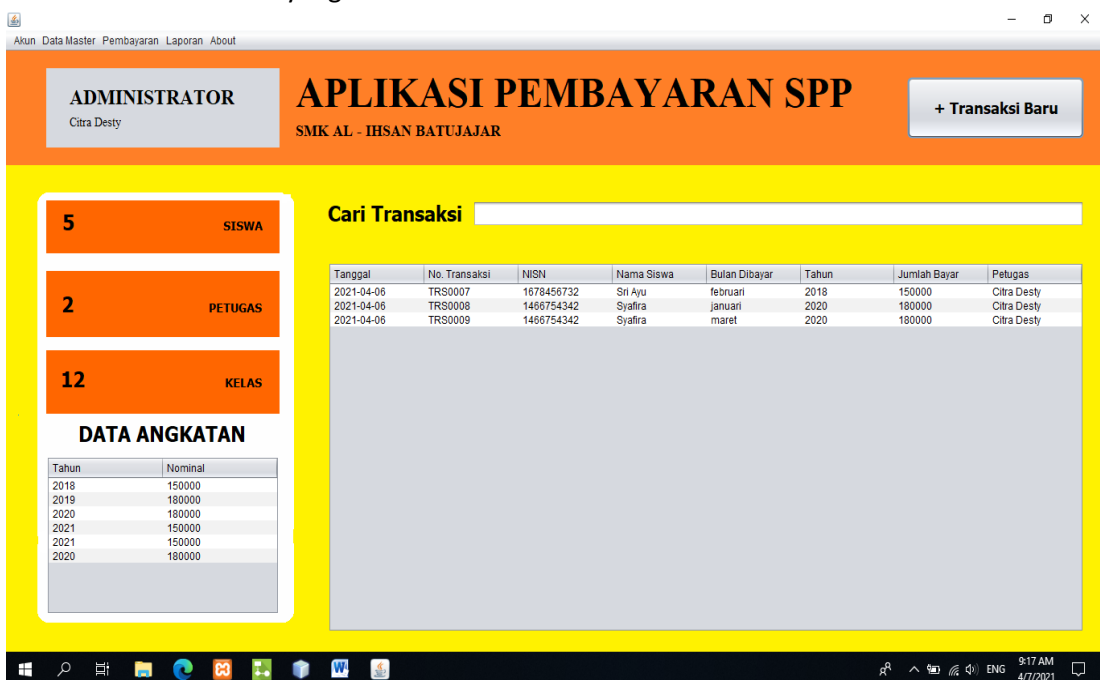 Akun Data Master Pembayaran Laporan About
ADMINISTRATOR
Citra Desty
APLIKASI PEMBAYARAN SPP
SMK AL - IHSAN BATUJAJAR
+ Transaksi Baru
5 SISWA
2 PETUGAS
12 KELAS
DATA ANGKATAN
Tahun Nominal
2018 150000
2019 180000
2020 180000
2021 150000
2021 150000
2020 180000
Cari Transaksi
Tanggal No. Transaksi NISN Nama Siswa Bulan Dibayar Tahun Jumlah Bayar Petugas
2021-04-06 TRS0007 1678456732 Sri Ayu februari 2018 150000 Citra Desty
2021-04-06 TRS0008 1466754342 Syafira januari 2020 180000 Citra Desty
2021-04-06 TRS0009 1466754342 Syafira maret 2020 180000 Citra Desty
ENG
9:17 AM
4/7/2021